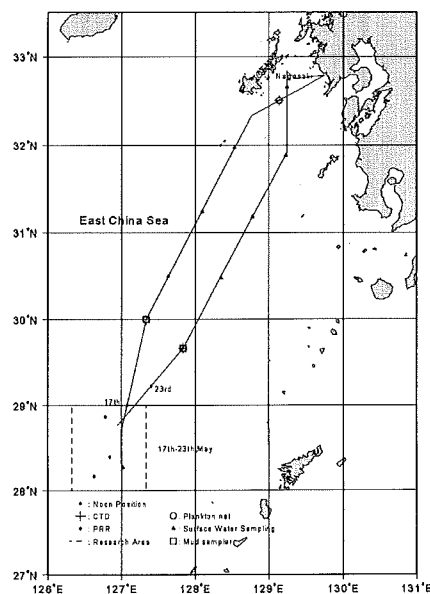 33°N
32°N
31°N
30°N
29°N
28°N
27°N
Nagasaki
East China Sea
23rd
17th
17th-23th,May
: Noon Position
: CTD
: PRR
: Research Area
: Plankton net
: Surface Water Sampling
: Mud sampler
126°E 127°E 128°E 129°E 130°E 131°E